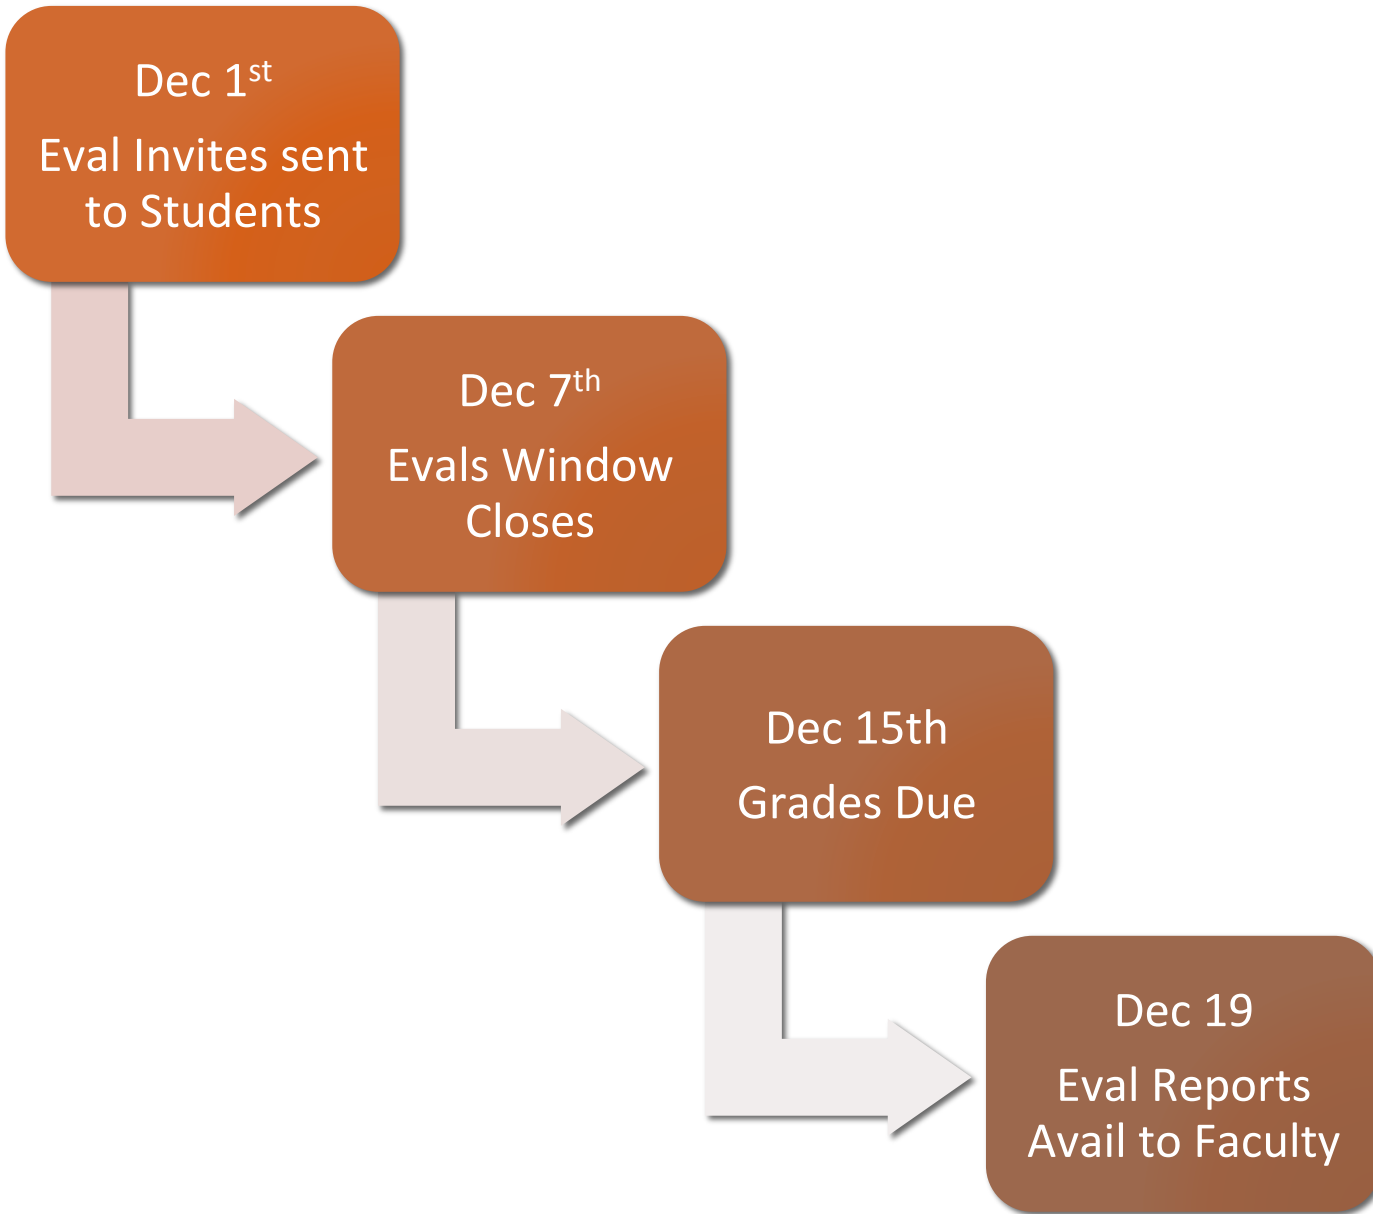 Dec 1st
Eval Invites sent
to Students
Dec 7th
Evals Window
Closes
Dec 15th
Grades Due
Dec 19
Eval Reports
Avail to Faculty